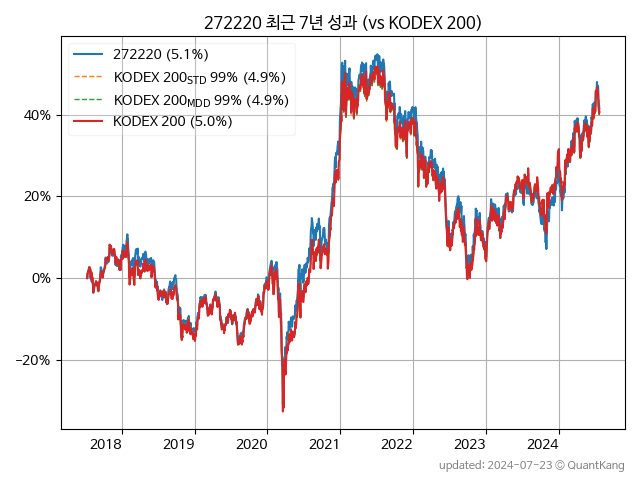 272220 최근 7년 성과 (vs KODEX 200)
272220 (5.1%)
KODEX 200STD 99% (4.9%)
KODEX 200MDD 99% (4.9%)
KODEX 200 (5.0%)
40%
20%
0%
−20%
2018 2019 2020 2021 2022 2023 2024
updated: 2024-07-23 © QuantKang